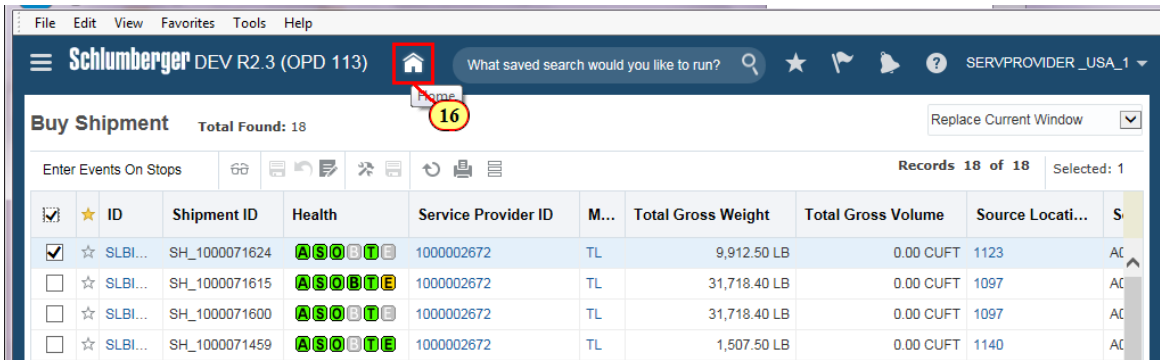 File Edit View Favorites Tools Help
Schlumberger DEV R2.3 (OPD 113) What saved search would you like to run? SERVPROVIDER _USA_1
Home
16
Buy Shipment Total Found: 18 Replace Current Window
Enter Events On Stops Records 18 of 18 Selected: 1
ID Shipment ID Health Service Provider ID M... Total Gross Weight Total Gross Volume Source Locati...
SLBI... SH_1000071624 A S O B T E 1000002672 TL 9,912.50 LB 0.00 CUFT 1123
SLBI... SH_1000071615 A S O B T E 1000002672 TL 31,718.40 LB 0.00 CUFT 1097
SLBI... SH_1000071600 A S O B T E 1000002672 TL 31,718.40 LB 0.00 CUFT 1097
SLBI... SH_1000071459 A S O B T E 1000002672 TL 1,507.50 LB 0.00 CUFT 1140